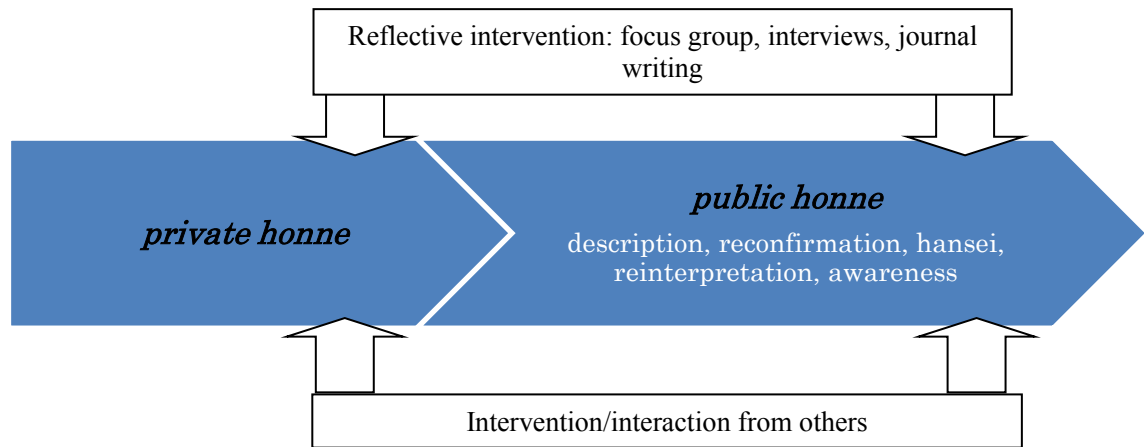 Reflective intervention: focus group, interviews, journal
writing
private honne
public honne
description, reconfirmation, hansei,
reinterpretation, awareness
Intervention/interaction from others